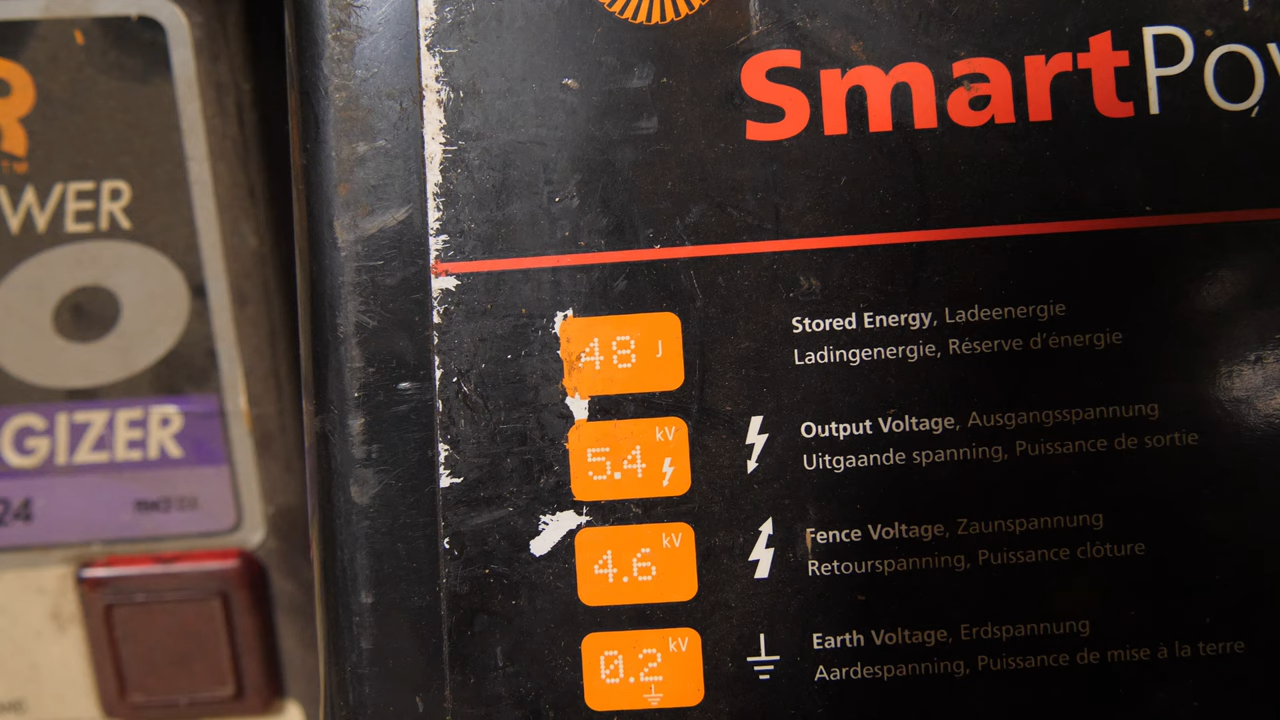 R
TM
WER
GIZER
24
SmartPow
48 J
Stored Energy, Ladeenergie
Ladingenergie, Réserve d'énergie
kV
5.4
Output Voltage, Ausgangsspannung
Uitgaande spanning, Puissance de sortie
kV
4.6
Fence Voltage, Zaunspannung
Retourspanning, Puissance clôture
kV
0.2
Earth Voltage, Erdspannung
Aardespanning, Puissance de mise à la terre